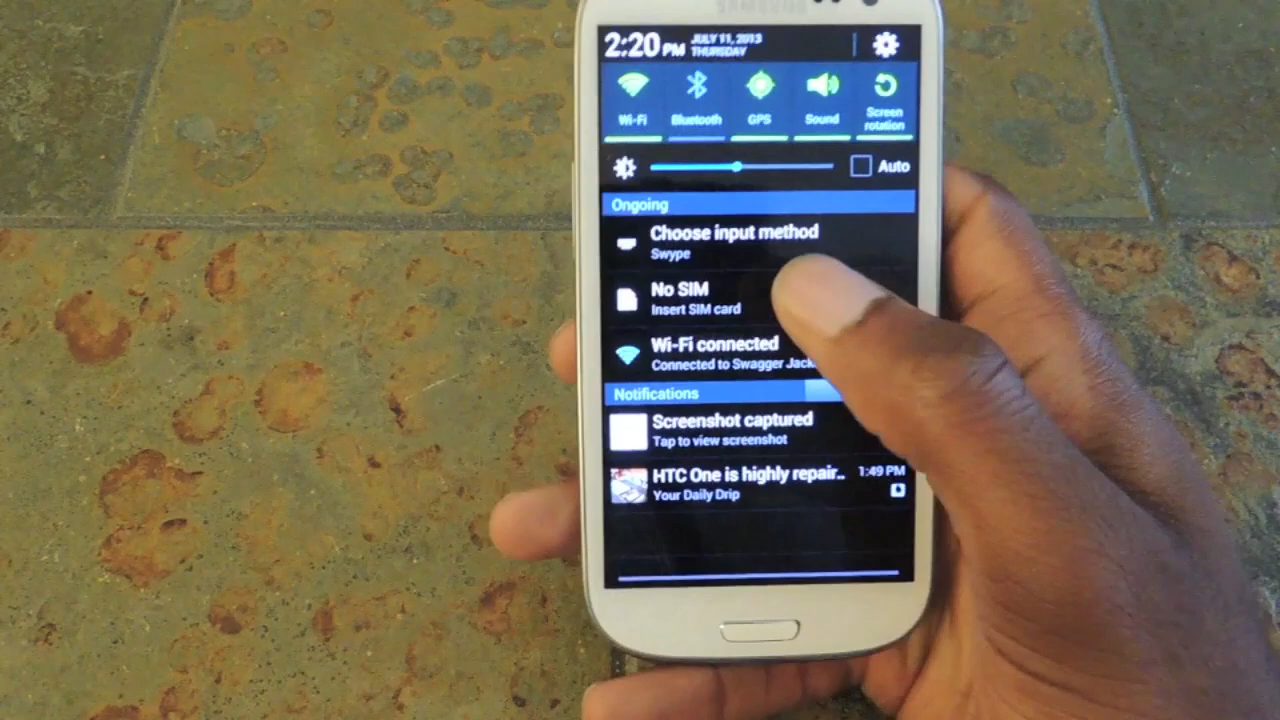 SAMSUNG
2:20 PM
JULY 11, 2013
THURSDAY
Wi-Fi
Bluetooth
GPS
Sound
Screen
rotation
Auto
Ongoing
Choose input method
Swype
No SIM
Insert SIM card
Wi-Fi connected
Connected to Swagger
Notifications
Screenshot captured
Tap to view screenshot
HTC One is highly repair..
1:49 PM
Your Daily Drip